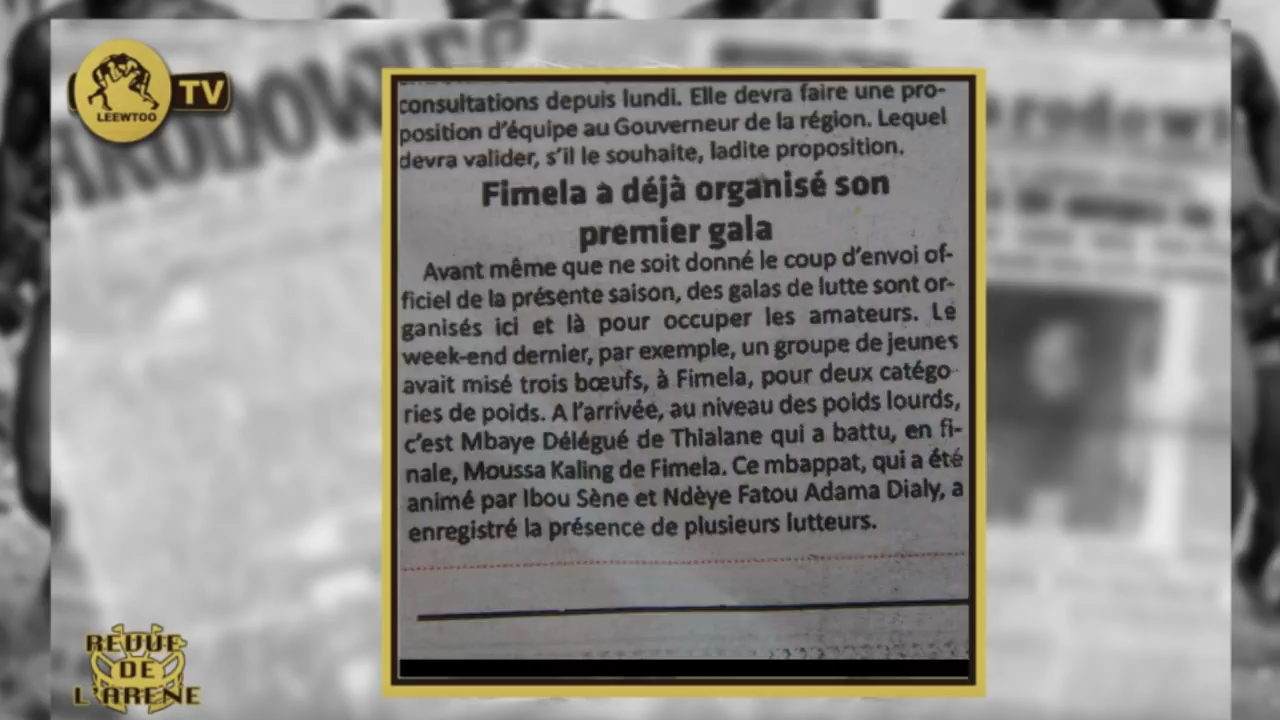 LEEWTOO
TV
consultations depuis lundi. Elle devra faire une pro-
position d'équipe au Gouverneur de la région. Lequel
devra valider, s'il le souhaite, ladite proposition.
Fimela a déjà organisé son
premier gala
Avant même que ne soit donné le coup d'envoi of-
ficiel de la présente saison, des galas de lutte sont or-
ganisés ici et là pour occuper les amateurs. Le
week-end dernier, par exemple, un groupe de jeunes
avait misé trois bœufs, à Fimela, pour deux catégo-
ries de poids. A l'arrivée, au niveau des poids lourds,
c'est Mbaye Délégué de Thialane qui a battu, en fi-
nale, Moussa Kaling de Fimela. Ce mbappat, qui a été
animé par Ibou Sène et Ndèye Fatou Adama Dialy, a
enregistré la présence de plusieurs lutteurs.
REVUE
DE
L'ARENE